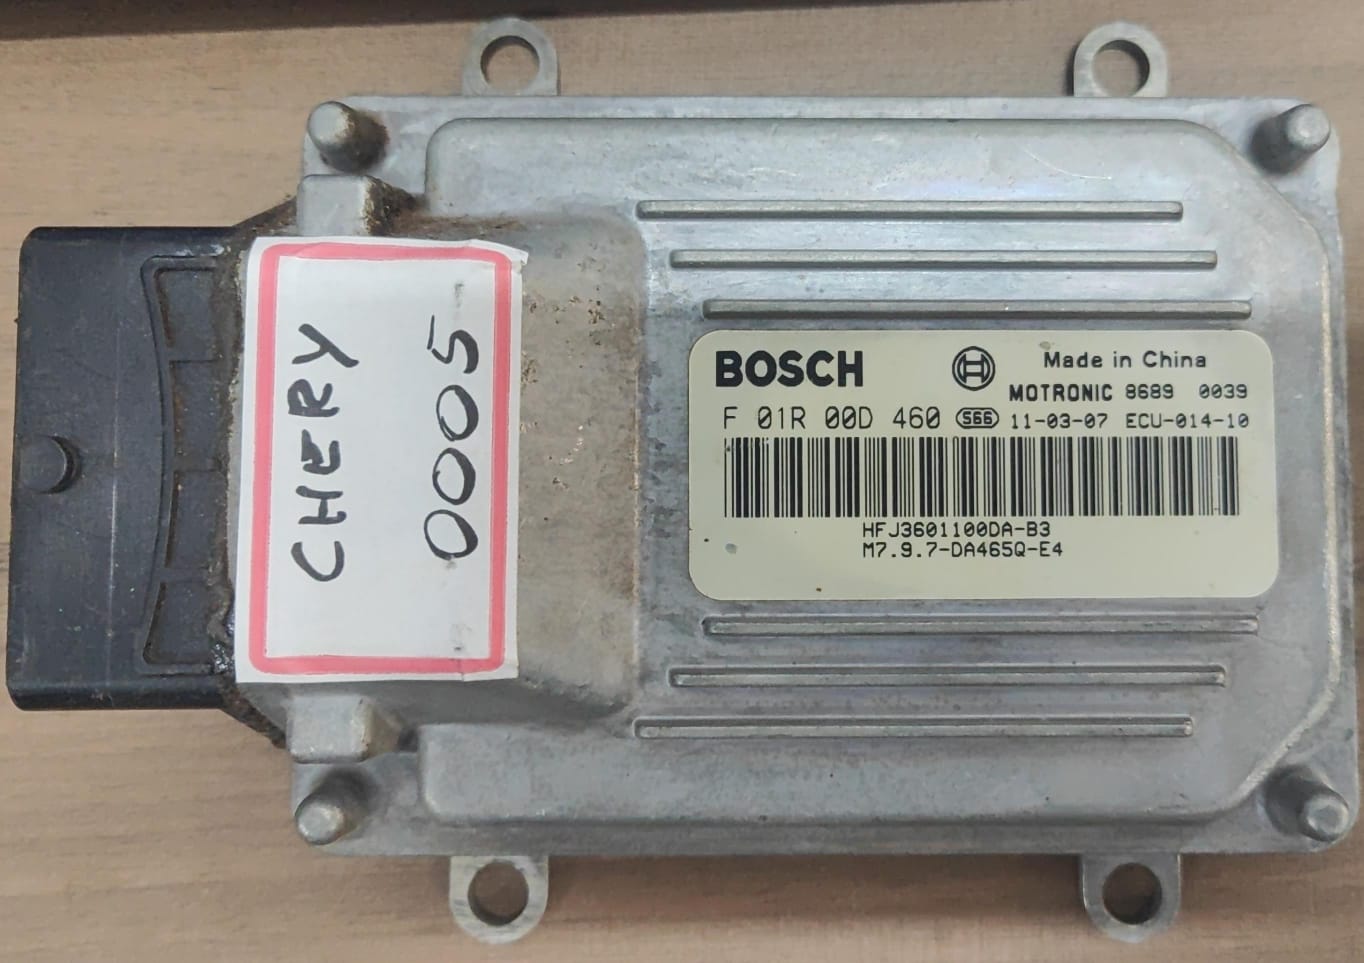 CHERY
0005
BOSCH
Made in China
MOTRONIC 8689 0039
F 01R 00D 460 S66 11-03-07 ECU-014-10
HFJ3601100DA-B3
M7.9.7-DA465Q-E4